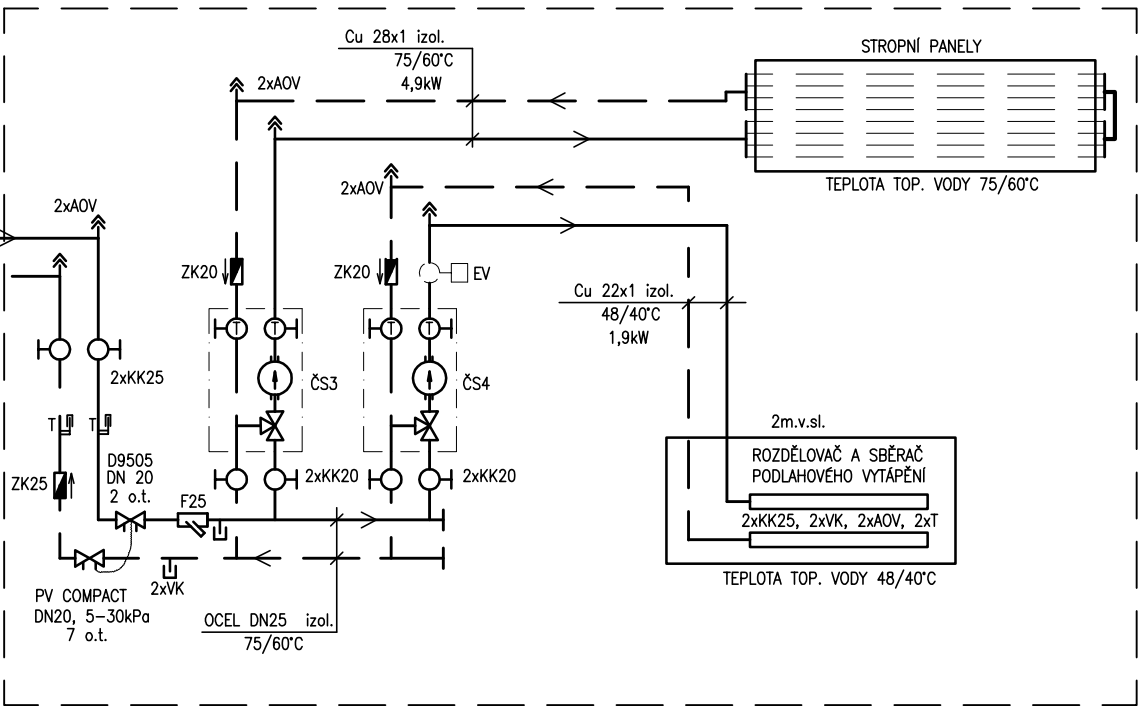 Cu 28x1 izol.
75/60°C
4,9kW
STROPNÍ PANELY
2xAOV
TEPLOTA TOP. VODY 75/60°C
2xAOV
2xAOV
ZK20
ZK20
EV
Cu 22x1 izol.
48/40°C
1,9kW
T
T
T
T
2xKK25
ČS3
ČS4
T
T
2m.v.sl.
ROZDĚLOVAČ A SBĚRAČ
PODLAHOVÉHO VYTÁPĚNÍ
D9505
DN 20
2 o.t.
ZK25
2xKK20
2xKK20
F25
2xKK25, 2xVK, 2xAOV, 2xT
TEPLOTA TOP. VODY 48/40°C
2xVK
PV COMPACT
DN20, 5-30kPa
7 o.t.
OCEL DN25 izol.
75/60°C